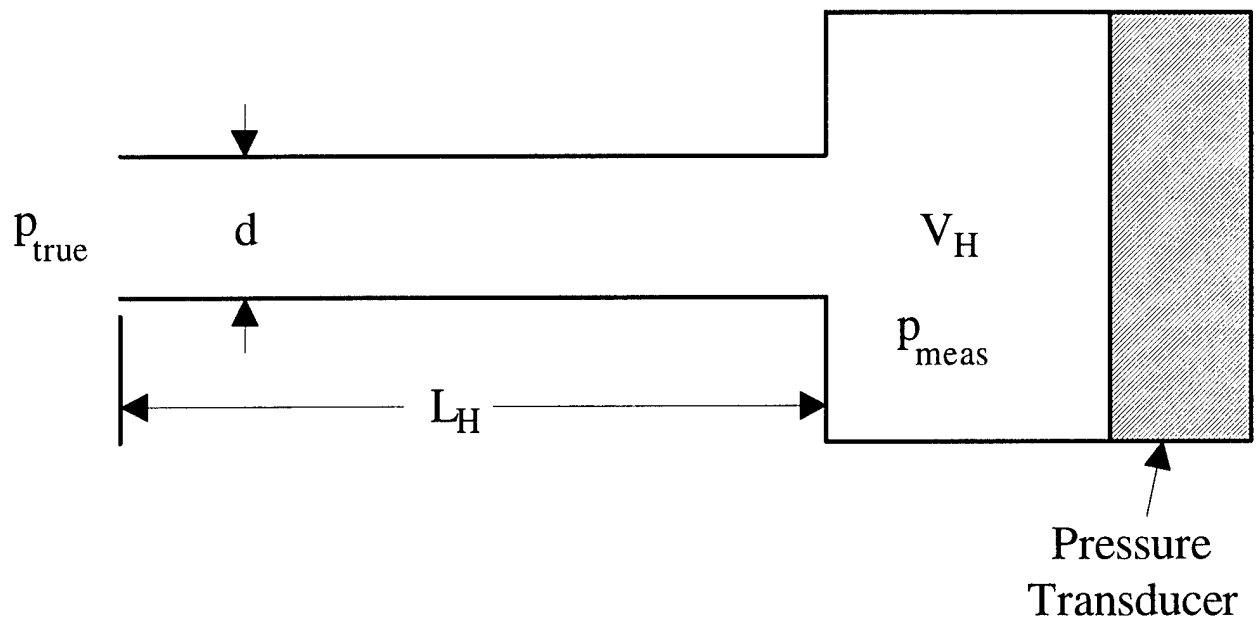 p_true
d
V_H
p_meas
L_H
Pressure
Transducer